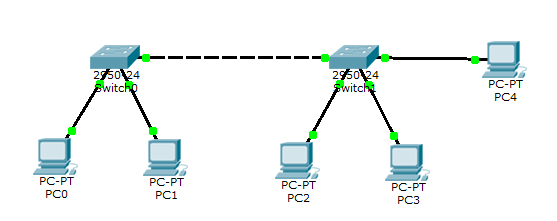 2950-24
Switch0
2950-24
Switch1
PC-PT
PC4
PC-PT
PC0
PC-PT
PC1
PC-PT
PC2
PC-PT
PC3